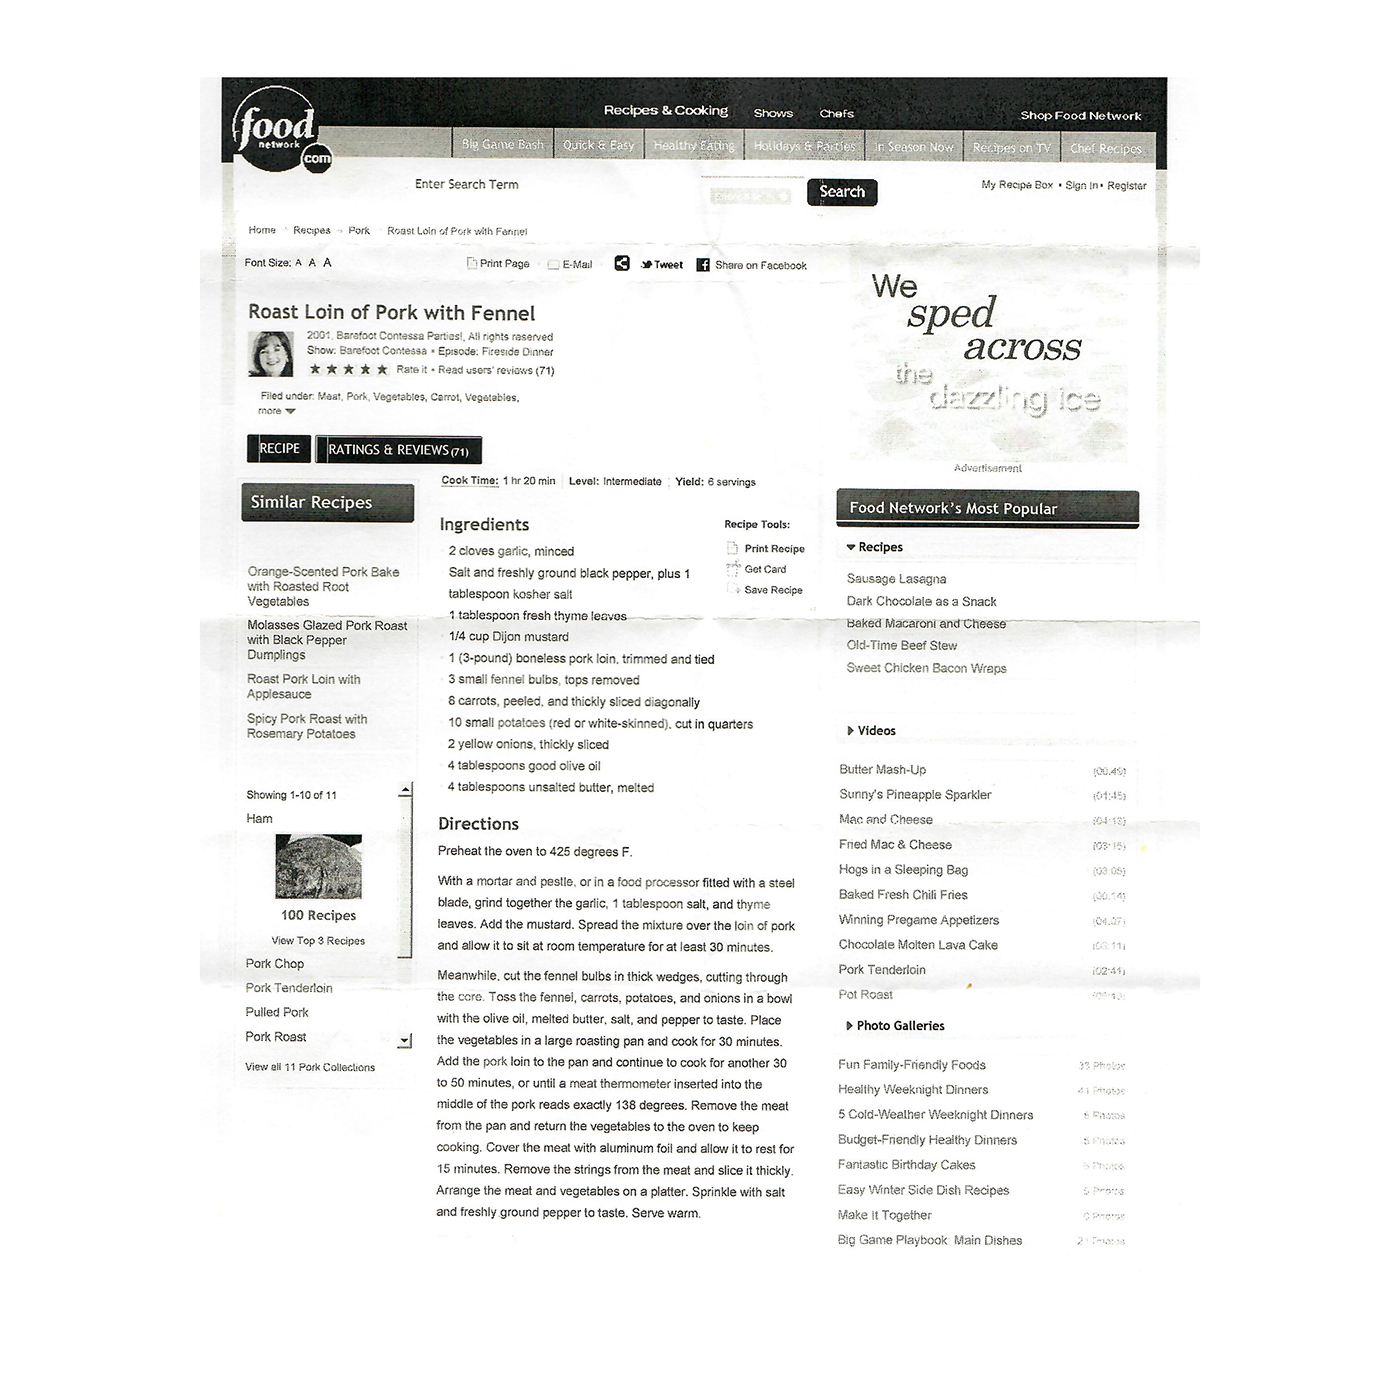 food
network
.com
Recipes & Cooking Shows Chefs Shop Food Network
Big Game Bash Quick & Easy Healthy Eating Holidays & Parties In Season Now Recipes on TV Chef Recipes
Enter Search Term Search My Recipe Box • Sign In • Register
Home Recipes Pork Roast Loin of Pork with Fennel
Font Size: A A A Print Page E-Mail Tweet Share on Facebook
Roast Loin of Pork with Fennel
2001, Barefoot Contessa Parties!, All rights reserved
Show: Barefoot Contessa • Episode: Fireside Dinner
Rate it • Read users' reviews (71)
Filed under: Meat, Pork, Vegetables, Carrot, Vegetables,
more
RECIPE RATINGS & REVIEWS (71)
Similar Recipes
Orange-Scented Pork Bake
with Roasted Root
Vegetables
Molasses Glazed Pork Roast
with Black Pepper
Dumplings
Roast Pork Loin with
Applesauce
Spicy Pork Roast with
Rosemary Potatoes
Showing 1-10 of 11
Ham
100 Recipes
View Top 3 Recipes
Pork Chop
Pork Tenderloin
Pulled Pork
Pork Roast
View all 11 Pork Collections
Cook Time: 1 hr 20 min Level: Intermediate Yield: 6 servings
Ingredients
2 cloves garlic, minced
Salt and freshly ground black pepper, plus 1
tablespoon kosher salt
1 tablespoon fresh thyme leaves
1/4 cup Dijon mustard
1 (3-pound) boneless pork loin, trimmed and tied
3 small fennel bulbs, tops removed
8 carrots, peeled, and thickly sliced diagonally
10 small potatoes (red or white-skinned), cut in quarters
2 yellow onions, thickly sliced
4 tablespoons good olive oil
4 tablespoons unsalted butter, melted
Recipe Tools:
Print Recipe
Get Card
Save Recipe
Directions
Preheat the oven to 425 degrees F.
With a mortar and pestle, or in a food processor fitted with a steel
blade, grind together the garlic, 1 tablespoon salt, and thyme
leaves. Add the mustard. Spread the mixture over the loin of pork
and allow it to sit at room temperature for at least 30 minutes.
Meanwhile, cut the fennel bulbs in thick wedges, cutting through
the core. Toss the fennel, carrots, potatoes, and onions in a bowl
with the olive oil, melted butter, salt, and pepper to taste. Place
the vegetables in a large roasting pan and cook for 30 minutes.
Add the pork loin to the pan and continue to cook for another 30
to 50 minutes, or until a meat thermometer inserted into the
middle of the pork reads exactly 138 degrees. Remove the meat
from the pan and return the vegetables to the oven to keep
cooking. Cover the meat with aluminum foil and allow it to rest for
15 minutes. Remove the strings from the meat and slice it thickly.
Arrange the meat and vegetables on a platter. Sprinkle with salt
and freshly ground pepper to taste. Serve warm.
We
sped
across
the
dazzling ice
Advertisement
Food Network's Most Popular
Recipes
Sausage Lasagna
Dark Chocolate as a Snack
Baked Macaroni and Cheese
Old-Time Beef Stew
Sweet Chicken Bacon Wraps
Videos
Butter Mash-Up (00:49)
Sunny's Pineapple Sparkler (01:45)
Mac and Cheese
Fried Mac & Cheese (03:15)
Hogs in a Sleeping Bag (03:05)
Baked Fresh Chili Fries
Winning Pregame Appetizers
Chocolate Molten Lava Cake (03:11)
Pork Tenderloin (02:41)
Pot Roast
Photo Galleries
Fun Family-Friendly Foods Photos
Healthy Weeknight Dinners 41 Photos
5 Cold-Weather Weeknight Dinners Photos
Budget-Friendly Healthy Dinners Photos
Fantastic Birthday Cakes Photos
Easy Winter Side Dish Recipes Photos
Make It Together Photos
Big Game Playbook: Main Dishes Photos